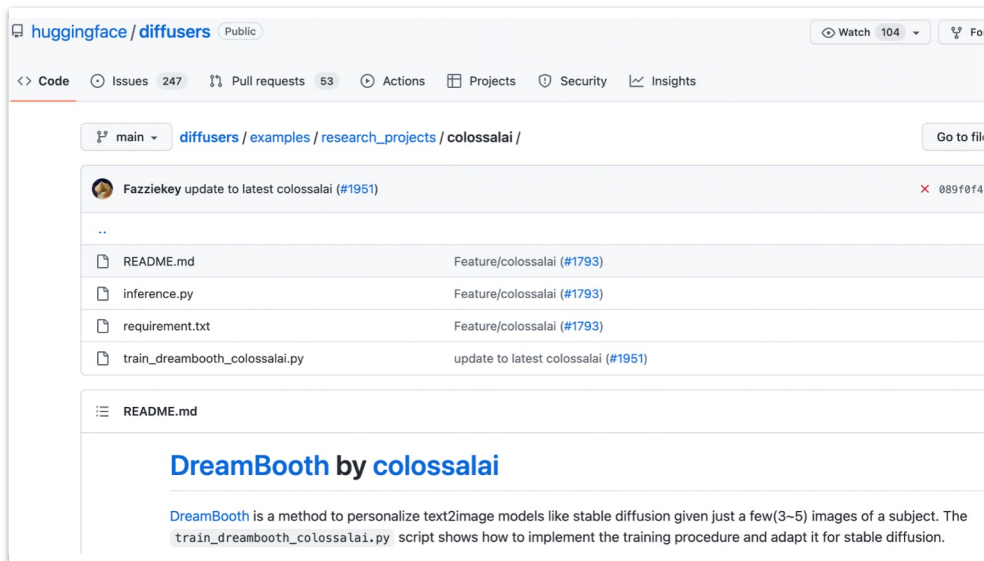 huggingface / diffusers Public
Watch 104
<> Code Issues 247 Pull requests 53 Actions Projects Security Insights
main diffusers / examples / research_projects / colossalai /
Go to
Fazziekey update to latest colossalai (#1951) 089f0f4
..
README.md Feature/colossalai (#1793)
inference.py Feature/colossalai (#1793)
requirement.txt Feature/colossalai (#1793)
train_dreambooth_colossalai.py update to latest colossalai (#1951)
README.md
DreamBooth by colossalai
DreamBooth is a method to personalize text2image models like stable diffusion given just a few(3~5) images of a subject. The
train_dreambooth_colossalai.py script shows how to implement the training procedure and adapt it for stable diffusion.